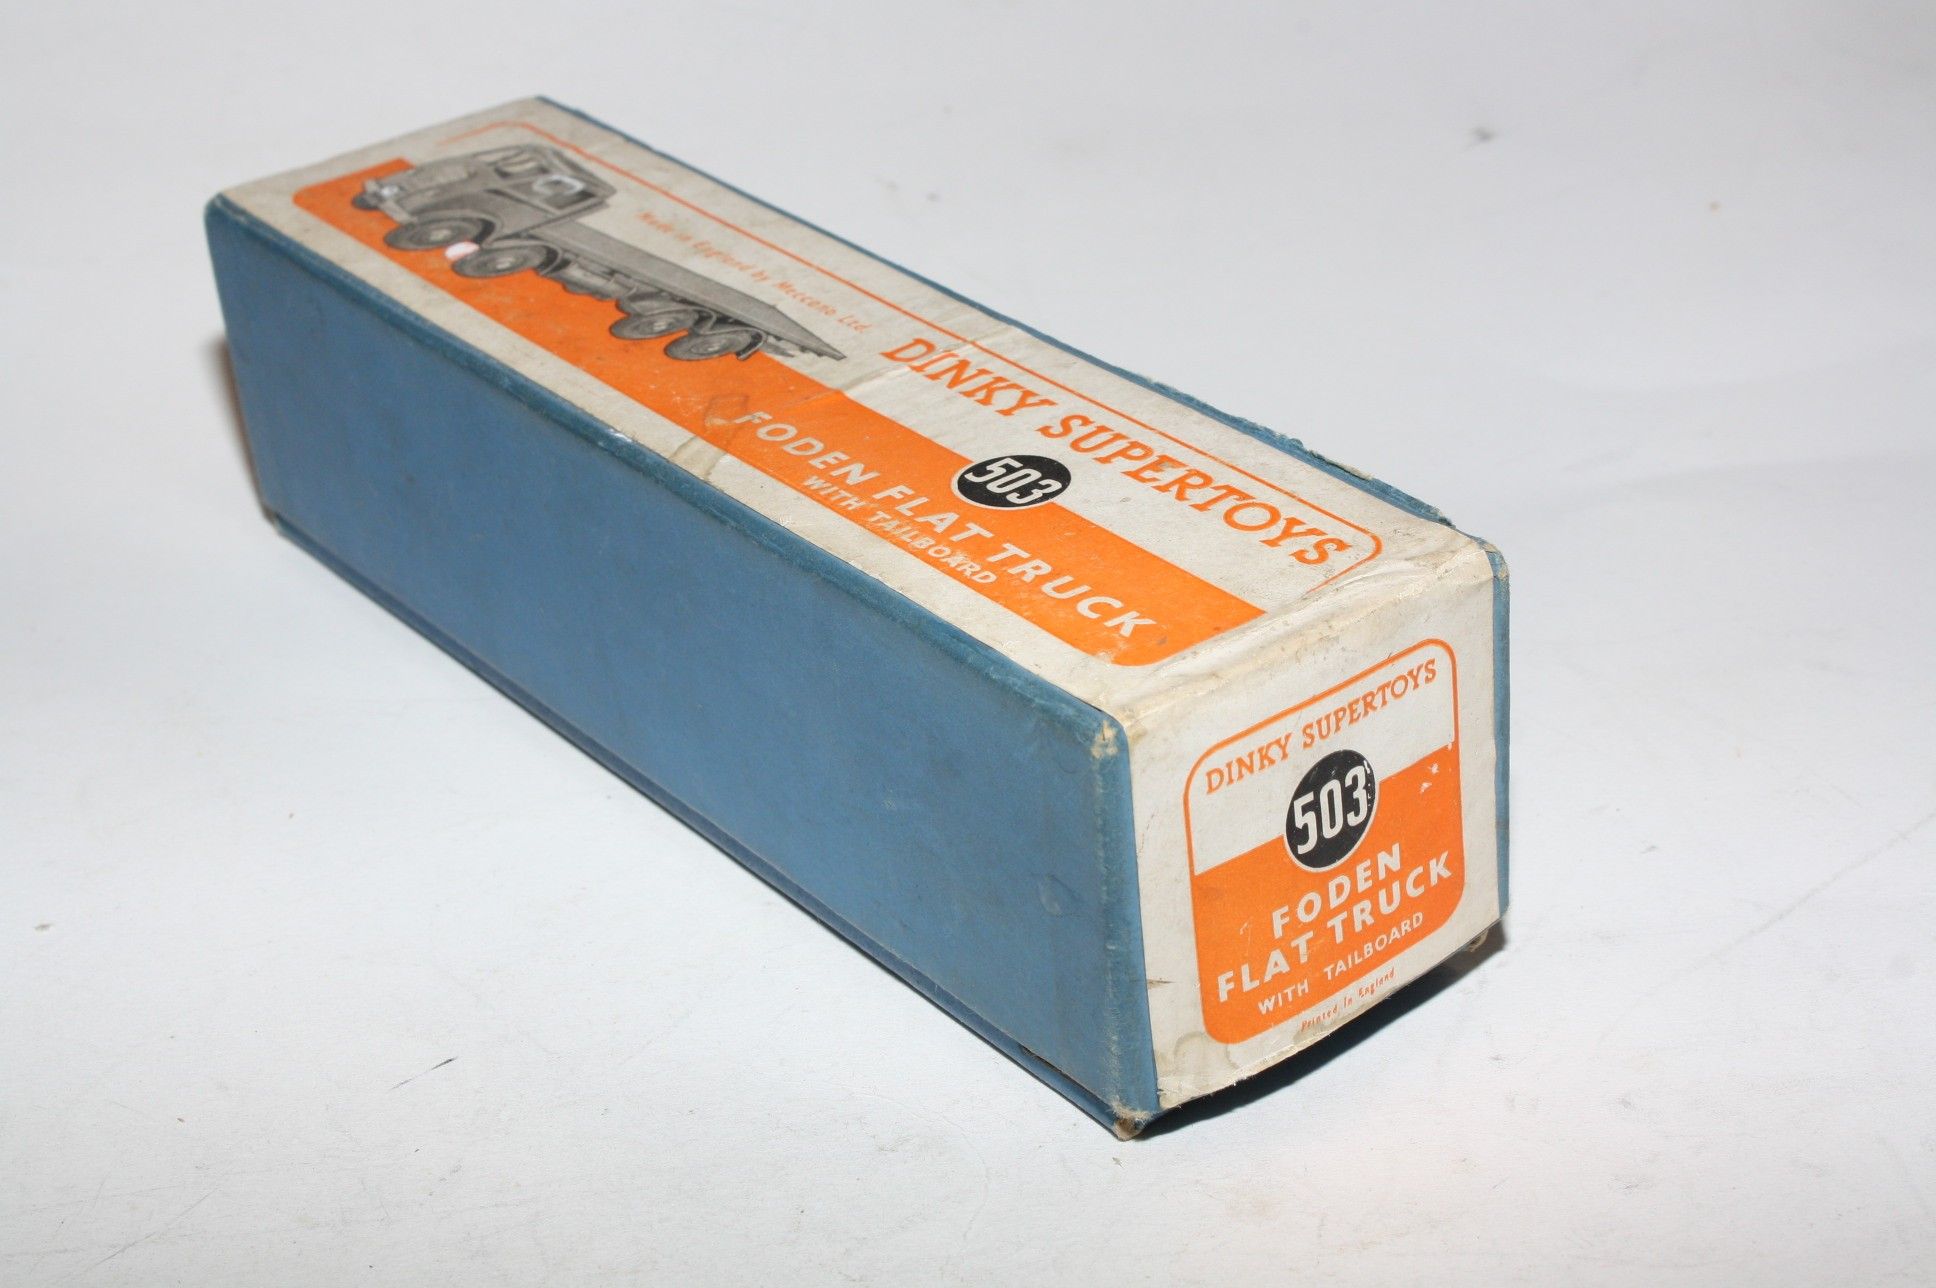 Made in England by Meccano Ltd.
DINKY SUPERTOYS
503
FODEN FLAT TRUCK
WITH TAILBOARD
DINKY SUPERTOYS
503
FODEN
FLAT TRUCK
WITH TAILBOARD
Printed in England